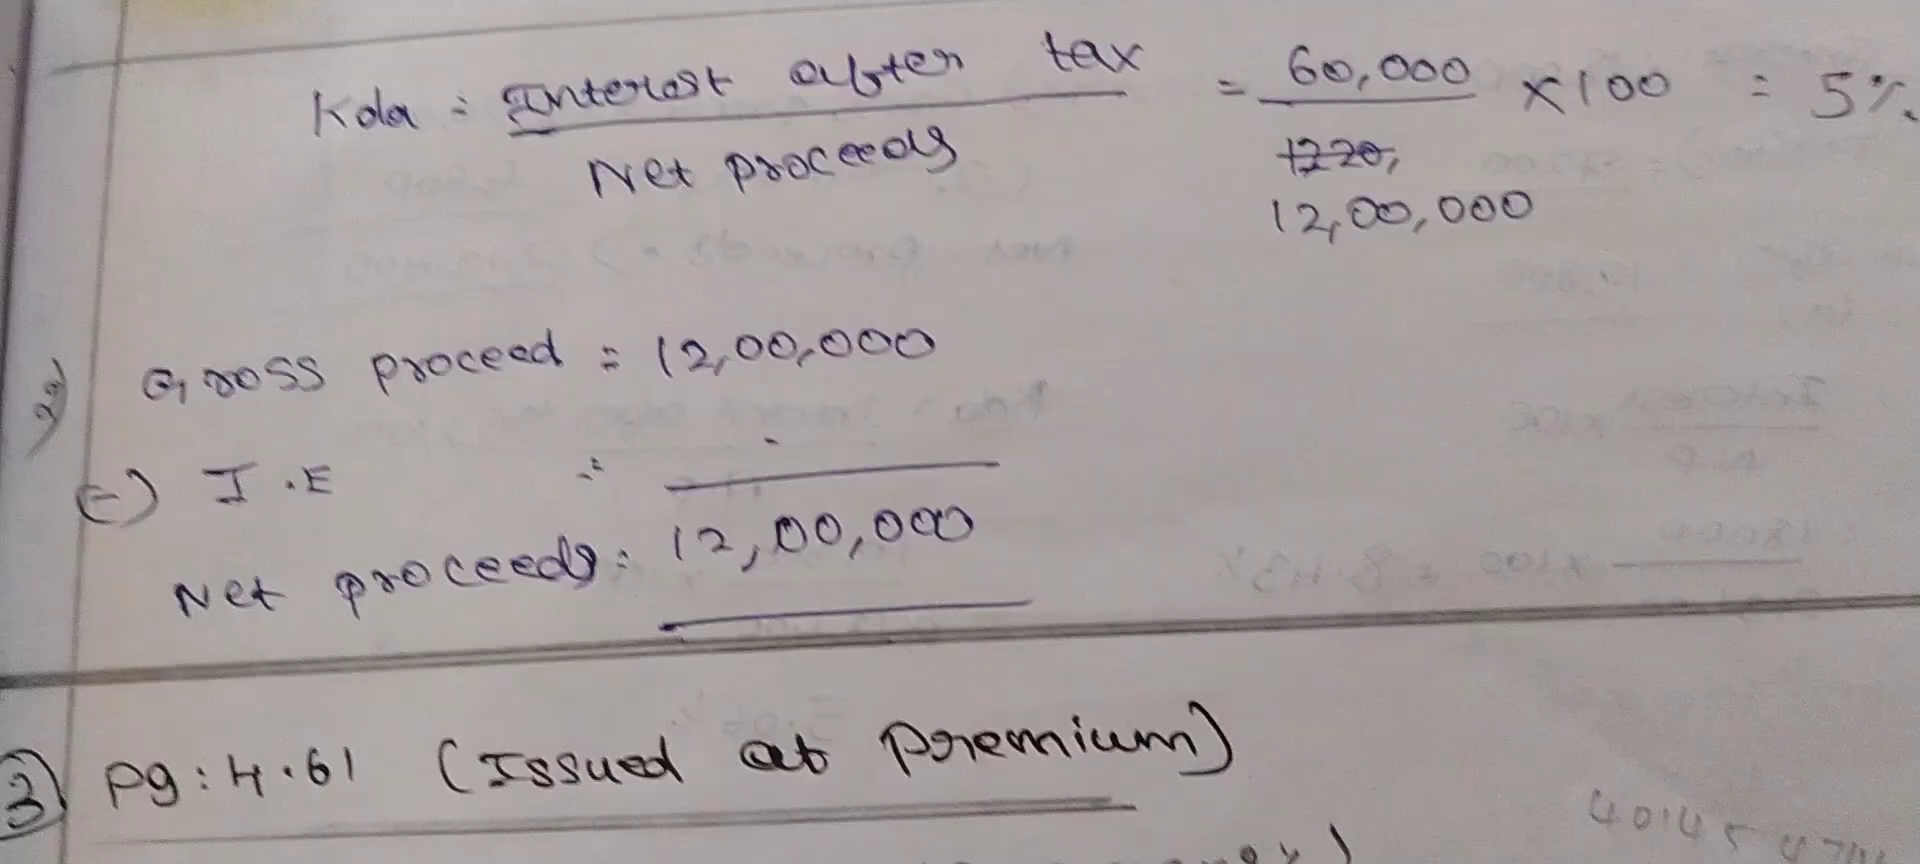 Kda = Interest after tax = 60,000 × 100 = 5%
Net proceeds 1220, 12,00,000
2) Gross proceed = 12,00,000
(-) I.E = -
Net proceeds = 12,00,000
3) Pg: 4.61 (Issued at premium)